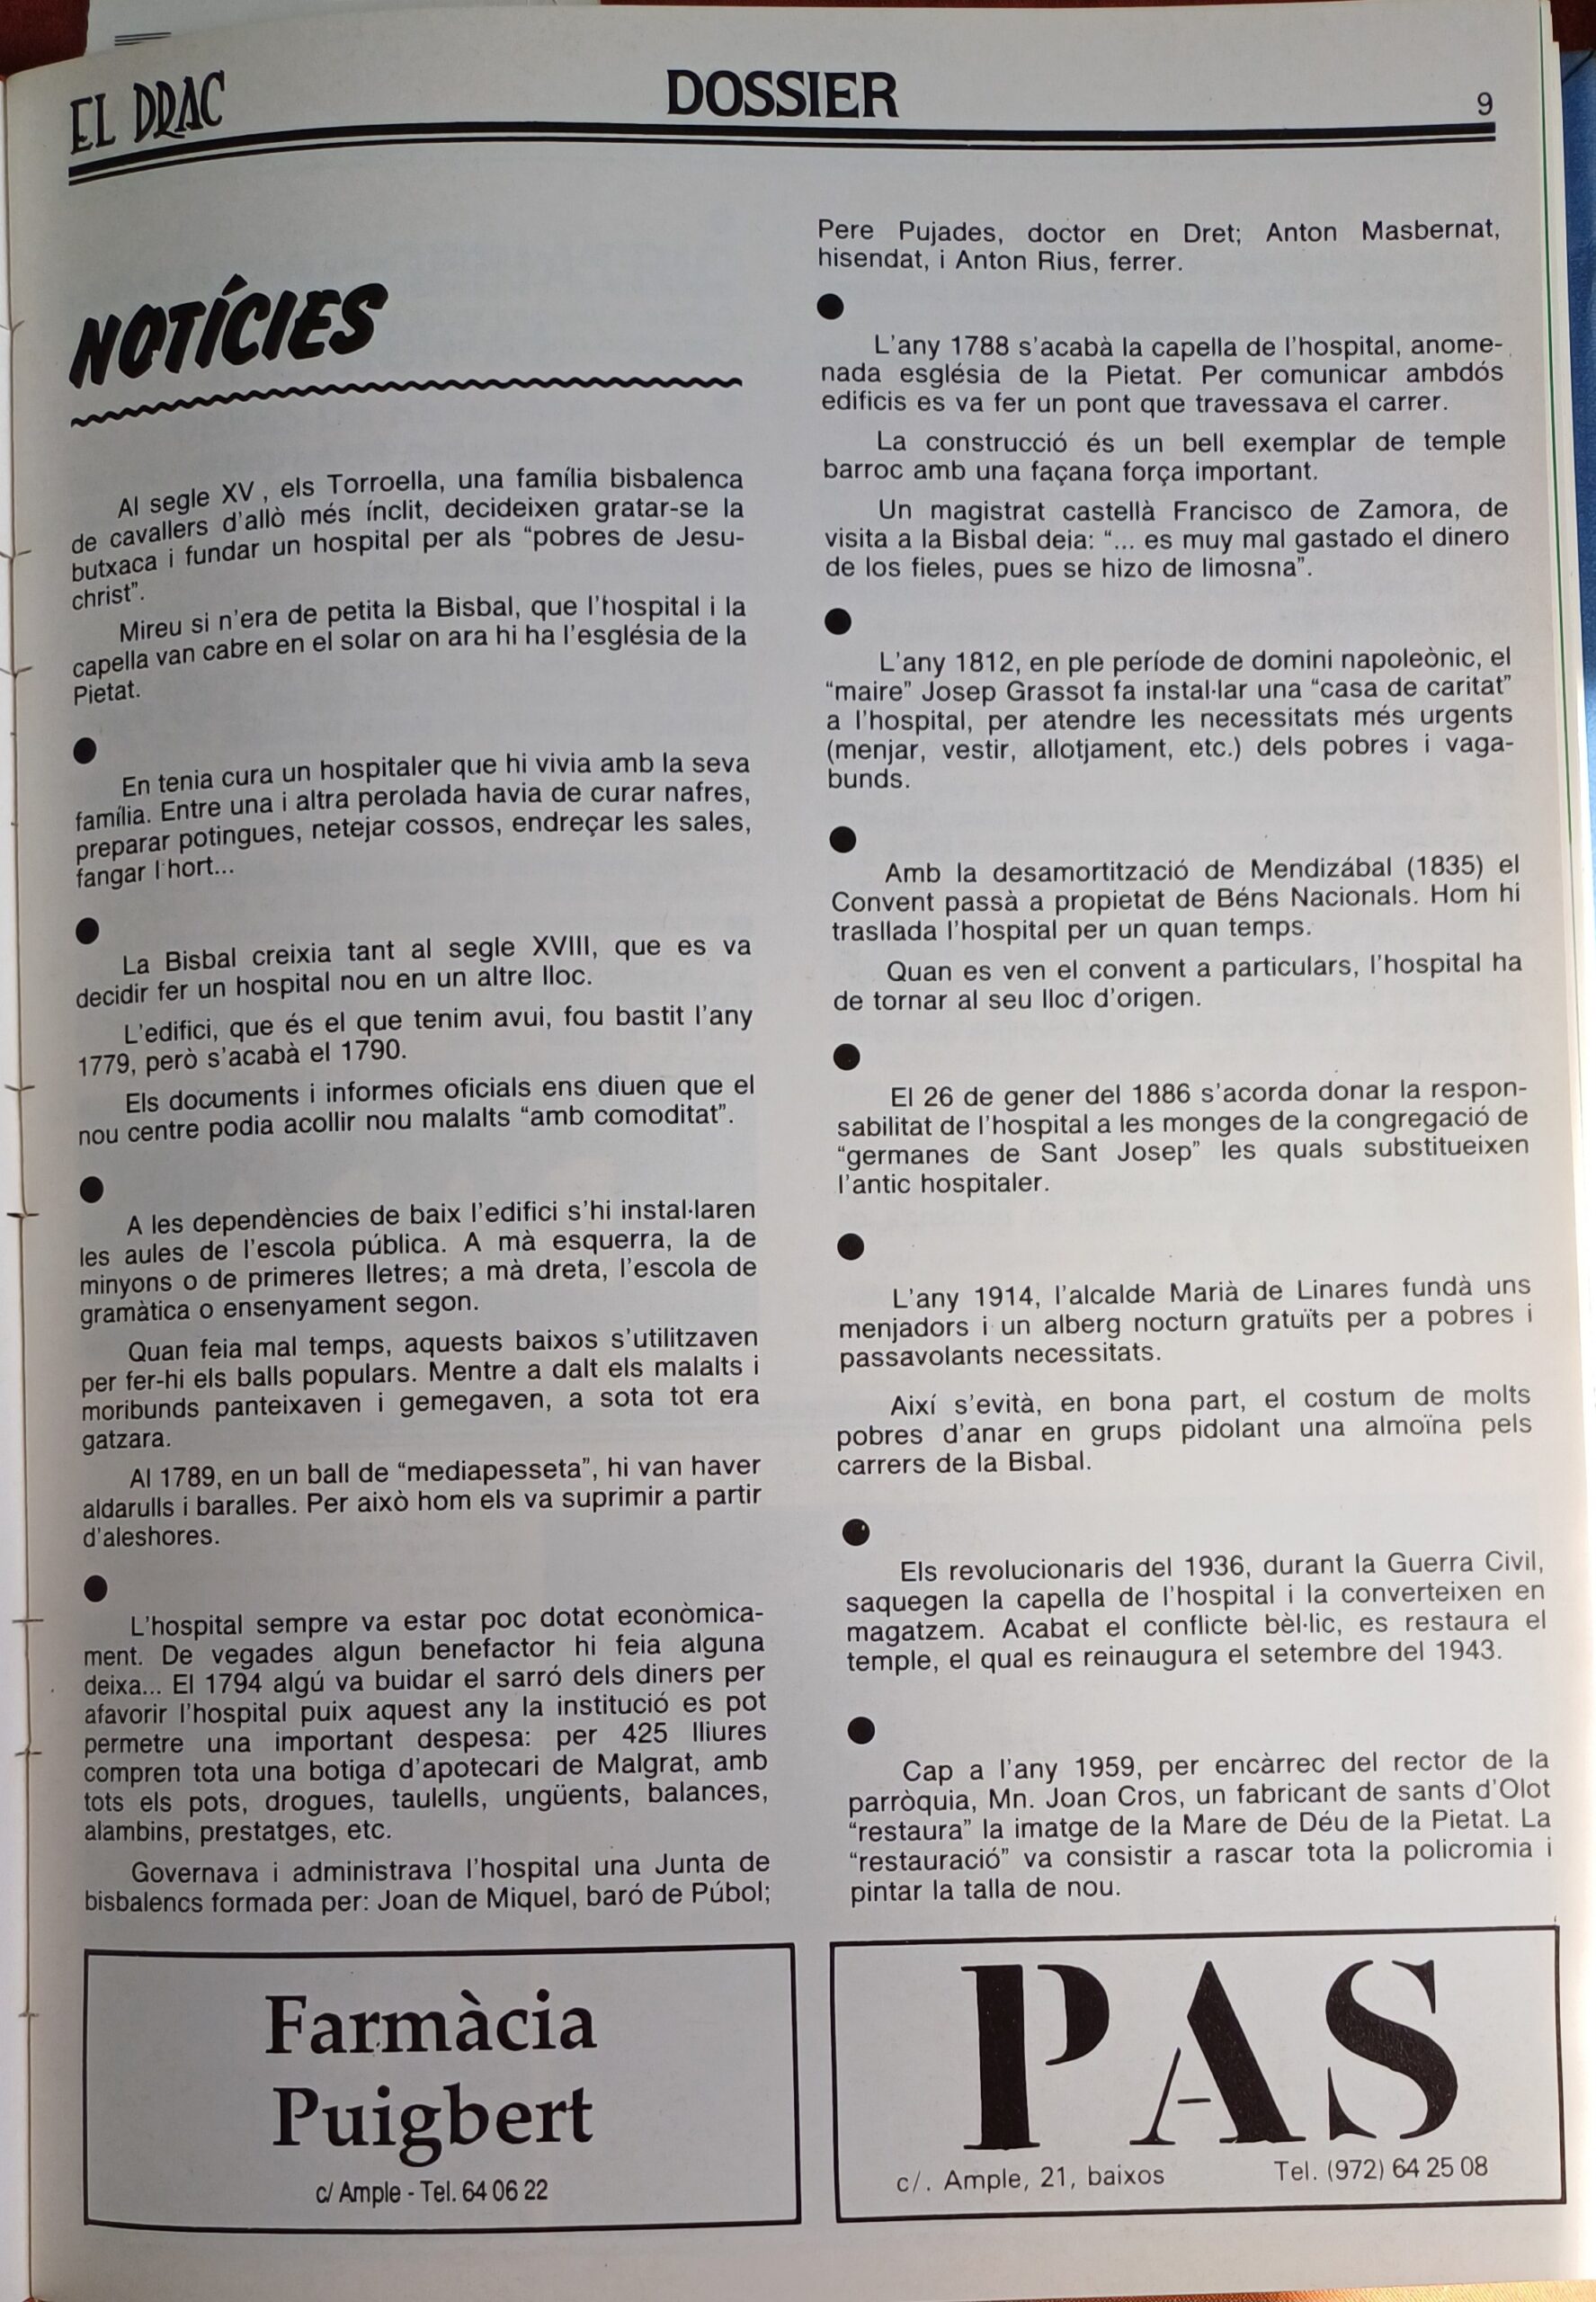 EL DRAC
DOSSIER
9
NOTÍCIES
Al segle XV, els Torroella, una família bisbalenca
de cavallers d'allò més ínclit, decideixen gratar-se la
butxaca i fundar un hospital per als “pobres de Jesu-
christ”.
Mireu si n'era de petita la Bisbal, que l'hospital i la
capella van cabre en el solar on ara hi ha l'església de la
Pietat.
●
En tenia cura un hospitaler que hi vivia amb la seva
família. Entre una i altra perolada havia de curar nafres,
preparar potingues, netejar cossos, endreçar les sales,
fangar l'hort...
●
La Bisbal creixia tant al segle XVIII, que es va
decidir fer un hospital nou en un altre lloc.
L'edifici, que és el que tenim avui, fou bastit l'any
1779, però s'acabà el 1790.
Els documents i informes oficials ens diuen que el
nou centre podia acollir nou malalts “amb comoditat”.
●
A les dependències de baix l'edifici s'hi instal·laren
les aules de l'escola pública. A mà esquerra, la de
minyons o de primeres lletres; a mà dreta, l'escola de
gramàtica o ensenyament segon.
Quan feia mal temps, aquests baixos s'utilitzaven
per fer-hi els balls populars. Mentre a dalt els malalts i
moribunds panteixaven i gemegaven, a sota tot era
gatzara.
Al 1789, en un ball de “mediapesseta”, hi van haver
aldarulls i baralles. Per això hom els va suprimir a partir
d'aleshores.
●
L'hospital sempre va estar poc dotat econòmica-
ment. De vegades algun benefactor hi feia alguna
deixa... El 1794 algú va buidar el sarró dels diners per
afavorir l'hospital puix aquest any la institució es pot
permetre una important despesa: per 425 lliures
compren tota una botiga d'apotecari de Malgrat, amb
tots els pots, drogues, taulells, ungüents, balances,
alambins, prestatges, etc.
Governava i administrava l'hospital una Junta de
bisbalencs formada per: Joan de Miquel, baró de Púbol;
Pere Pujades, doctor en Dret; Anton Masbernat,
hisendat, i Anton Rius, ferrer.
●
L'any 1788 s'acabà la capella de l'hospital, anome-
nada església de la Pietat. Per comunicar ambdós
edificis es va fer un pont que travessava el carrer.
La construcció és un bell exemplar de temple
barroc amb una façana força important.
Un magistrat castellà Francisco de Zamora, de
visita a la Bisbal deia: “... es muy mal gastado el dinero
de los fieles, pues se hizo de limosna”.
●
L'any 1812, en ple període de domini napoleònic, el
“maire” Josep Grassot fa instal·lar una “casa de caritat”
a l'hospital, per atendre les necessitats més urgents
(menjar, vestir, allotjament, etc.) dels pobres i vaga-
bunds.
●
Amb la desamortització de Mendizábal (1835) el
Convent passà a propietat de Béns Nacionals. Hom hi
trasllada l'hospital per un quan temps.
Quan es ven el convent a particulars, l'hospital ha
de tornar al seu lloc d'origen.
●
El 26 de gener del 1886 s'acorda donar la respon-
sabilitat de l'hospital a les monges de la congregació de
“germanes de Sant Josep” les quals substitueixen
l'antic hospitaler.
●
L'any 1914, l'alcalde Marià de Linares fundà uns
menjadors i un alberg nocturn gratuïts per a pobres i
passavolants necessitats.
Així s'evità, en bona part, el costum de molts
pobres d'anar en grups pidolant una almoïna pels
carrers de la Bisbal.
●
Els revolucionaris del 1936, durant la Guerra Civil,
saquegen la capella de l'hospital i la converteixen en
magatzem. Acabat el conflicte bèl·lic, es restaura el
temple, el qual es reinaugura el setembre del 1943.
●
Cap a l'any 1959, per encàrrec del rector de la
parròquia, Mn. Joan Cros, un fabricant de sants d'Olot
“restaura” la imatge de la Mare de Déu de la Pietat. La
“restauració” va consistir a rascar tota la policromia i
pintar la talla de nou.
Farmàcia
Puigbert
c/ Ample - Tel. 64 06 22
PAS
c/. Ample, 21, baixos Tel. (972) 64 25 08